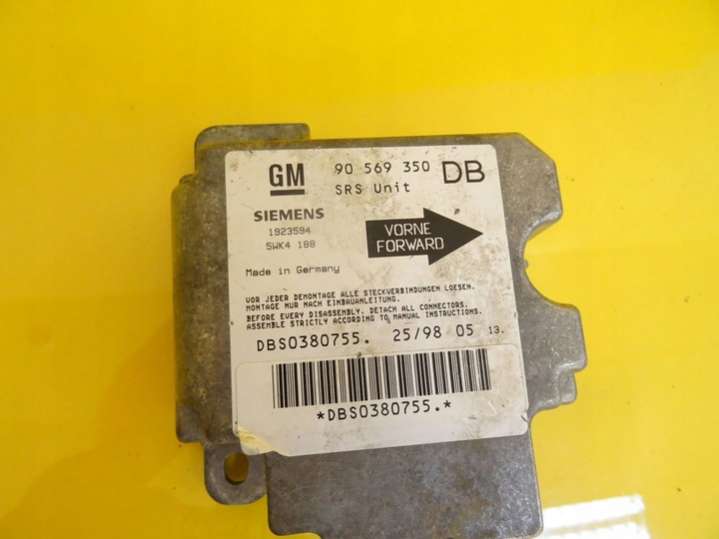 GM 90 569 350 DB
SRS Unit
SIEMENS
1923594
5WK4 188
VORNE
FORWARD
Made in Germany
VOR JEDER DEMONTAGE ALLE STECKVERBINDUNGEN LOESEN.
MONTAGE NUR NACH EINBAUANLEITUNG.
BEFORE EVERY DISASSEMBLY, DETACH ALL CONNECTORS.
ASSEMBLE STRICTLY ACCORDING TO MANUAL INSTRUCTIONS.
DBS0380755. 25/98 05 13.
*DBS0380755.*